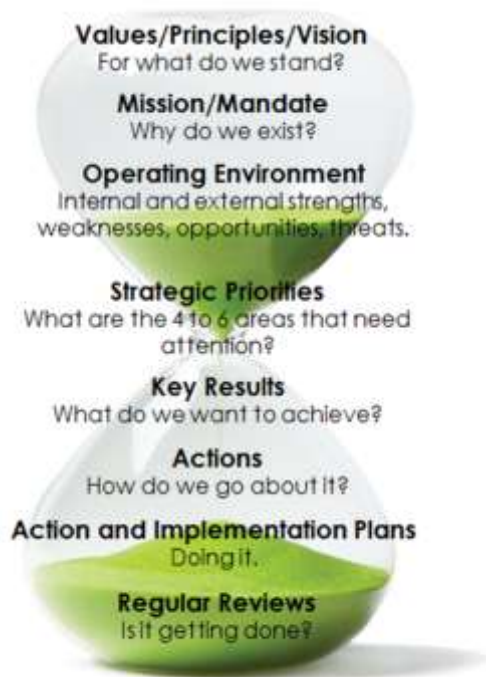 Values/Principles/Vision
For what do we stand?
Mission/Mandate
Why do we exist?
Operating Environment
Internal and external strengths,
weaknesses, opportunities, threats.
Strategic Priorities
What are the 4 to 6 areas that need
attention?
Key Results
What do we want to achieve?
Actions
How do we go about it?
Action and Implementation Plans
Doing it.
Regular Reviews
Is it getting done?